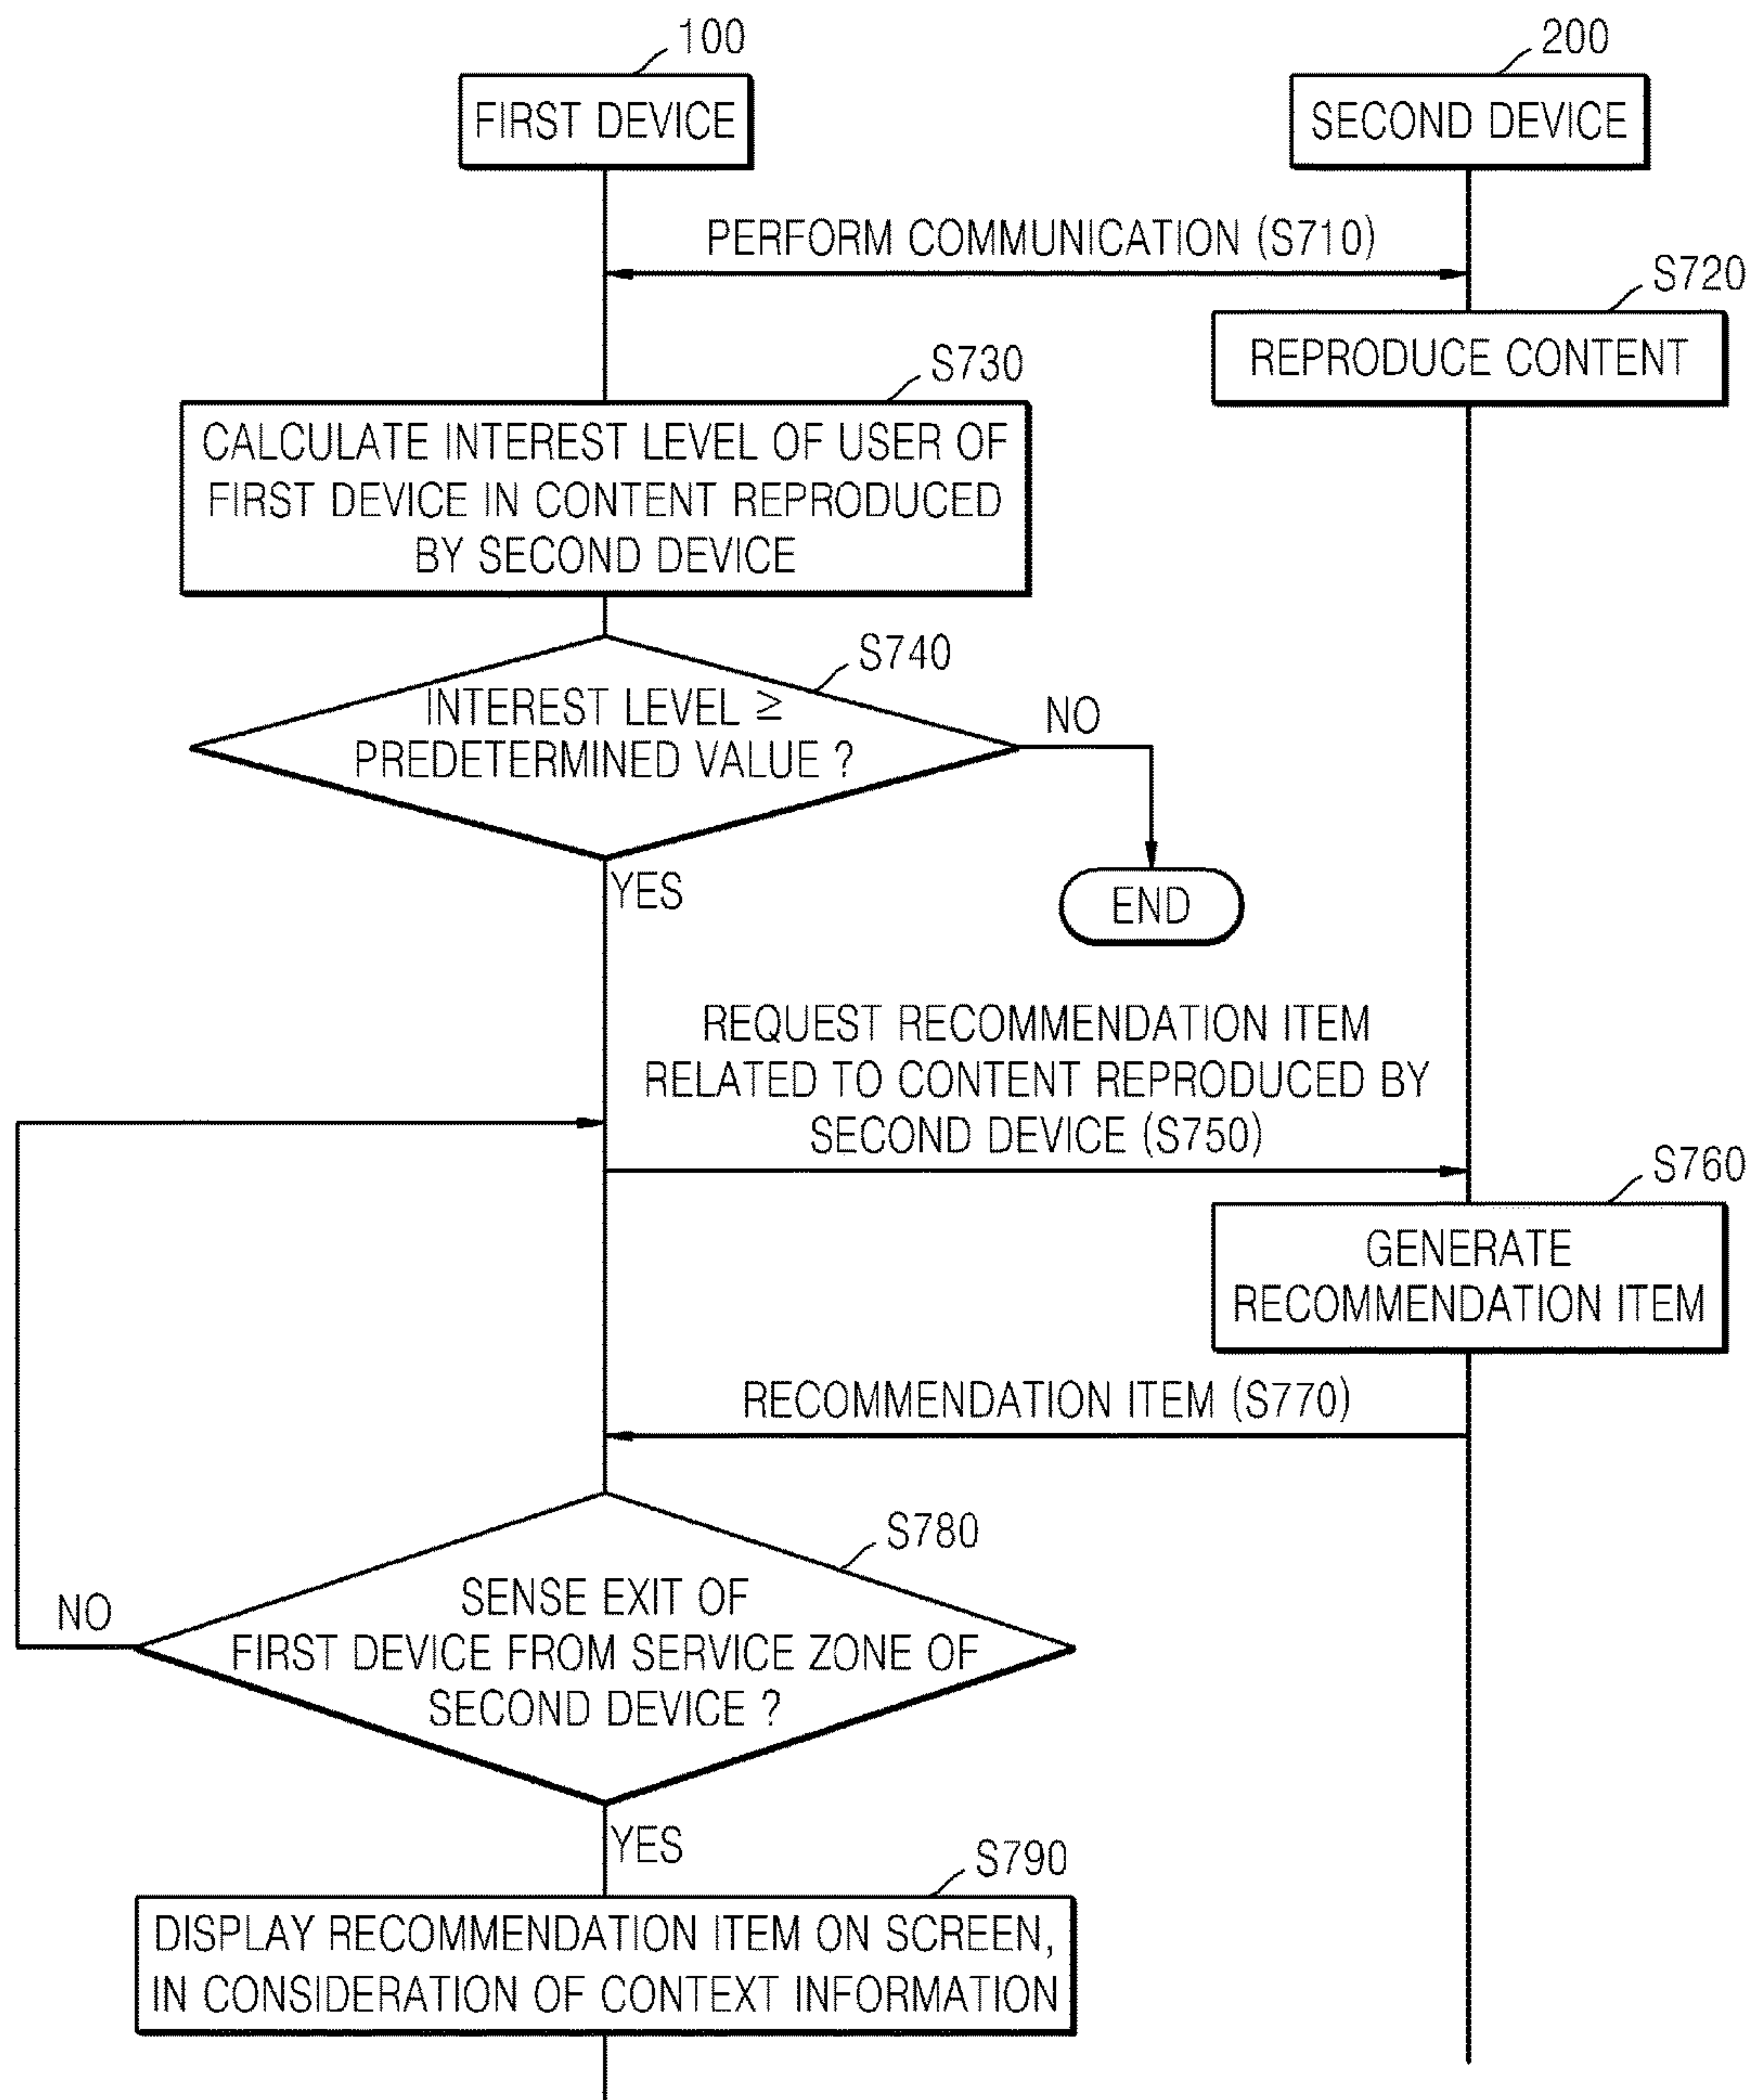 100
200
FIRST DEVICE
SECOND DEVICE
PERFORM COMMUNICATION (S710)
S720
REPRODUCE CONTENT
S730
CALCULATE INTEREST LEVEL OF USER OF
FIRST DEVICE IN CONTENT REPRODUCED
BY SECOND DEVICE
S740
INTEREST LEVEL ≥
PREDETERMINED VALUE ?
NO
YES
END
REQUEST RECOMMENDATION ITEM
RELATED TO CONTENT REPRODUCED BY
SECOND DEVICE (S750)
S760
GENERATE
RECOMMENDATION ITEM
RECOMMENDATION ITEM (S770)
S780
SENSE EXIT OF
FIRST DEVICE FROM SERVICE ZONE OF
SECOND DEVICE ?
NO
YES
S790
DISPLAY RECOMMENDATION ITEM ON SCREEN,
IN CONSIDERATION OF CONTEXT INFORMATION